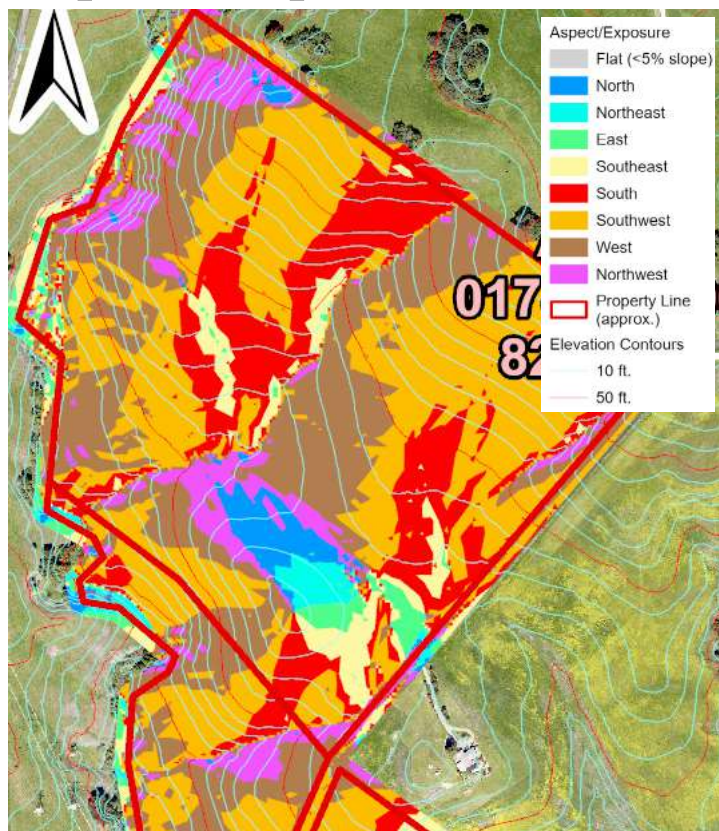 Aspect/Exposure
Flat (<5% slope)
North
Northeast
East
Southeast
South
Southwest
West
Northwest
Property Line
(approx.)
Elevation Contours
10 ft.
50 ft.
017
82